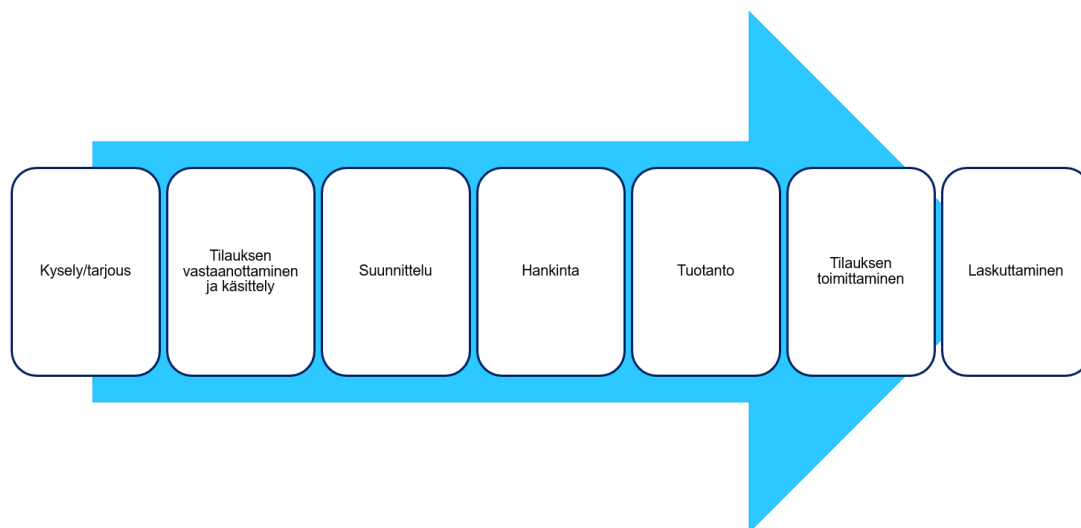 Kysely/tarjous
Tilauksen
vastaanottaminen
ja käsittely
Suunnittelu
Hankinta
Tuotanto
Tilauksen
toimittaminen
Laskuttaminen